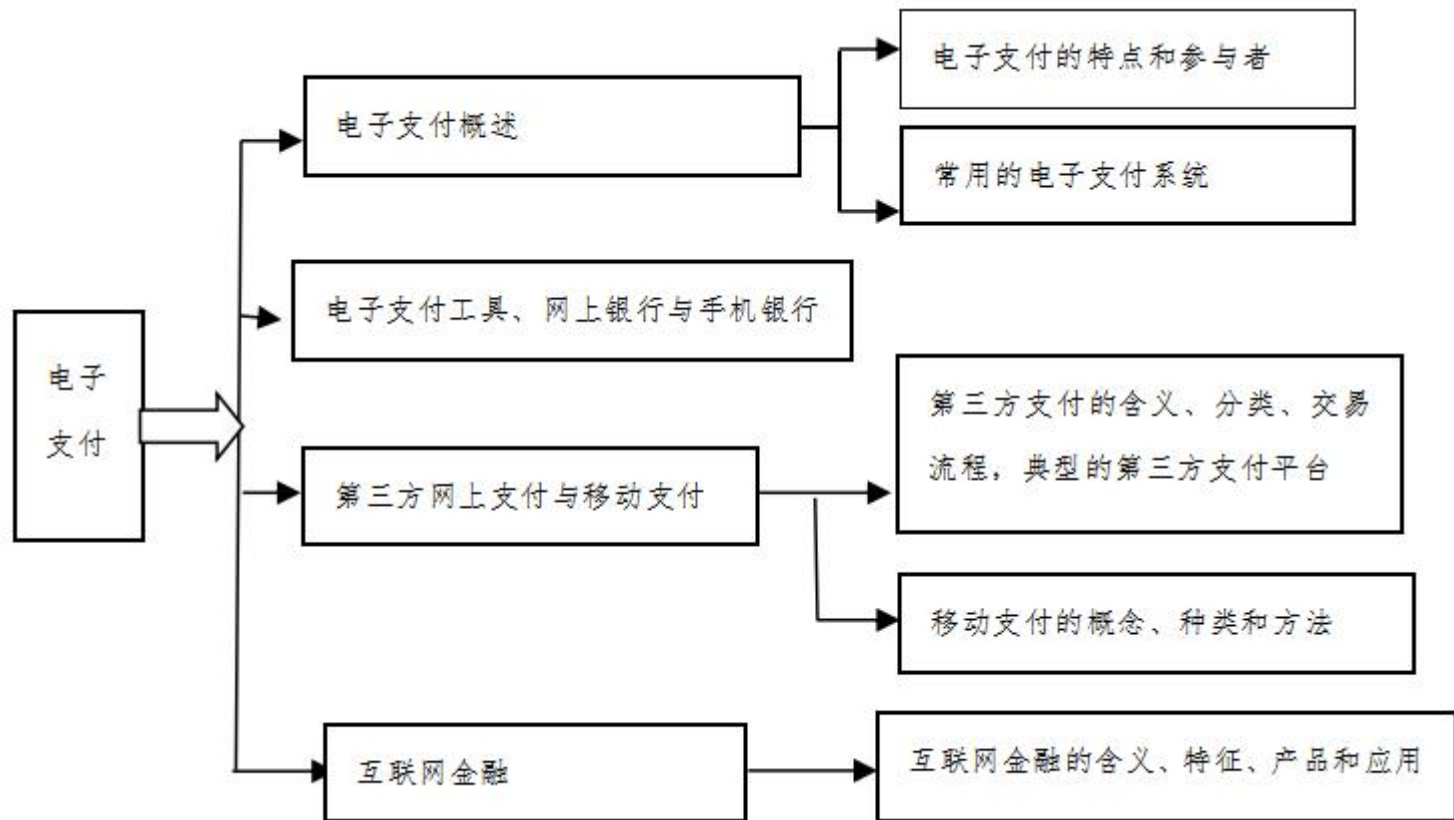 电子支付的特点和参与者
电子支付概述
常用的电子支付系统
电子支付工具、网上银行与手机银行
电子
支付
第三方支付的含义、分类、交易
流程，典型的第三方支付平台
第三方网上支付与移动支付
移动支付的概念、种类和方法
互联网金融
互联网金融的含义、特征、产品和应用